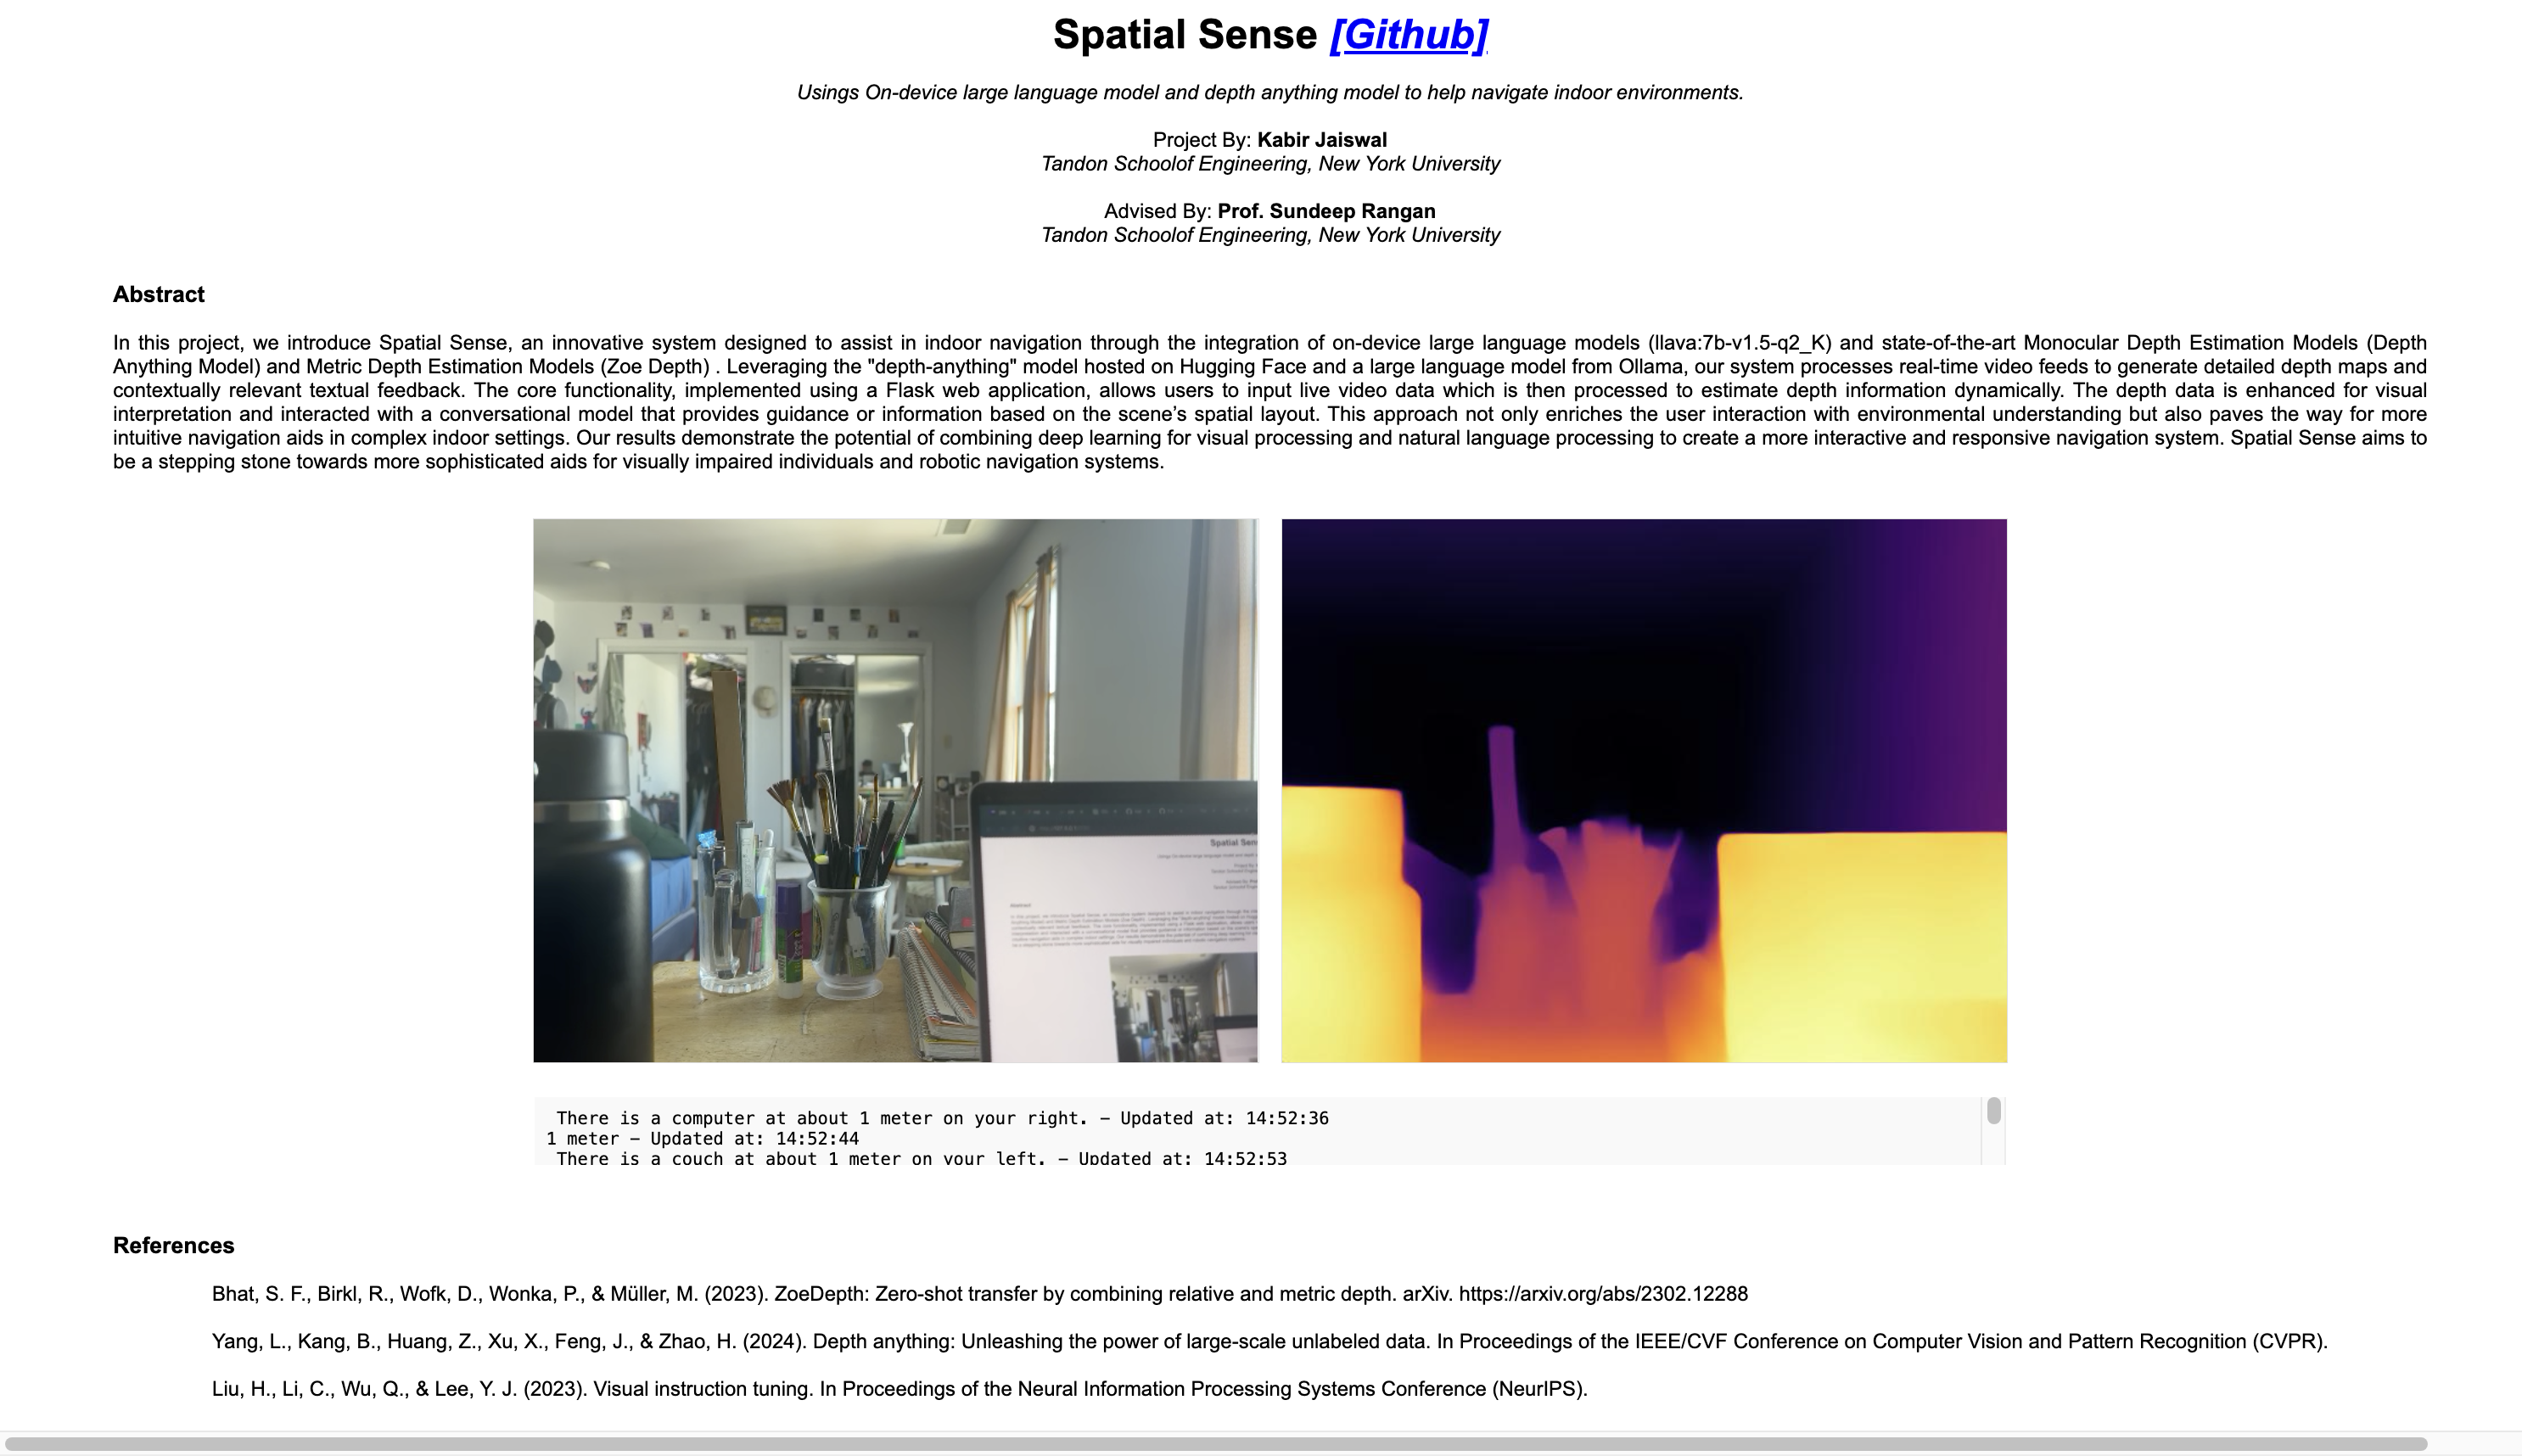 Spatial Sense [Github]
Usings On-device large language model and depth anything model to help navigate indoor environments.
Project By: Kabir Jaiswal
Tandon Schoolof Engineering, New York University
Advised By: Prof. Sundeep Rangan
Tandon Schoolof Engineering, New York University
Abstract
In this project, we introduce Spatial Sense, an innovative system designed to assist in indoor navigation through the integration of on-device large language models (llava:7b-v1.5-q2_K) and state-of-the-art Monocular Depth Estimation Models (Depth
Anything Model) and Metric Depth Estimation Models (Zoe Depth) . Leveraging the "depth-anything" model hosted on Hugging Face and a large language model from Ollama, our system processes real-time video feeds to generate detailed depth maps and
contextually relevant textual feedback. The core functionality, implemented using a Flask web application, allows users to input live video data which is then processed to estimate depth information dynamically. The depth data is enhanced for visual
interpretation and interacted with a conversational model that provides guidance or information based on the scene’s spatial layout. This approach not only enriches the user interaction with environmental understanding but also paves the way for more
intuitive navigation aids in complex indoor settings. Our results demonstrate the potential of combining deep learning for visual processing and natural language processing to create a more interactive and responsive navigation system. Spatial Sense aims to
be a stepping stone towards more sophisticated aids for visually impaired individuals and robotic navigation systems.
Spatial Sen
Abstract
There is a computer at about 1 meter on your right. – Updated at: 14:52:36
1 meter – Updated at: 14:52:44
There is a couch at about 1 meter on your left. – Updated at: 14:52:53
References
Bhat, S. F., Birkl, R., Wofk, D., Wonka, P., & Müller, M. (2023). ZoeDepth: Zero-shot transfer by combining relative and metric depth. arXiv. https://arxiv.org/abs/2302.12288
Yang, L., Kang, B., Huang, Z., Xu, X., Feng, J., & Zhao, H. (2024). Depth anything: Unleashing the power of large-scale unlabeled data. In Proceedings of the IEEE/CVF Conference on Computer Vision and Pattern Recognition (CVPR).
Liu, H., Li, C., Wu, Q., & Lee, Y. J. (2023). Visual instruction tuning. In Proceedings of the Neural Information Processing Systems Conference (NeurIPS).